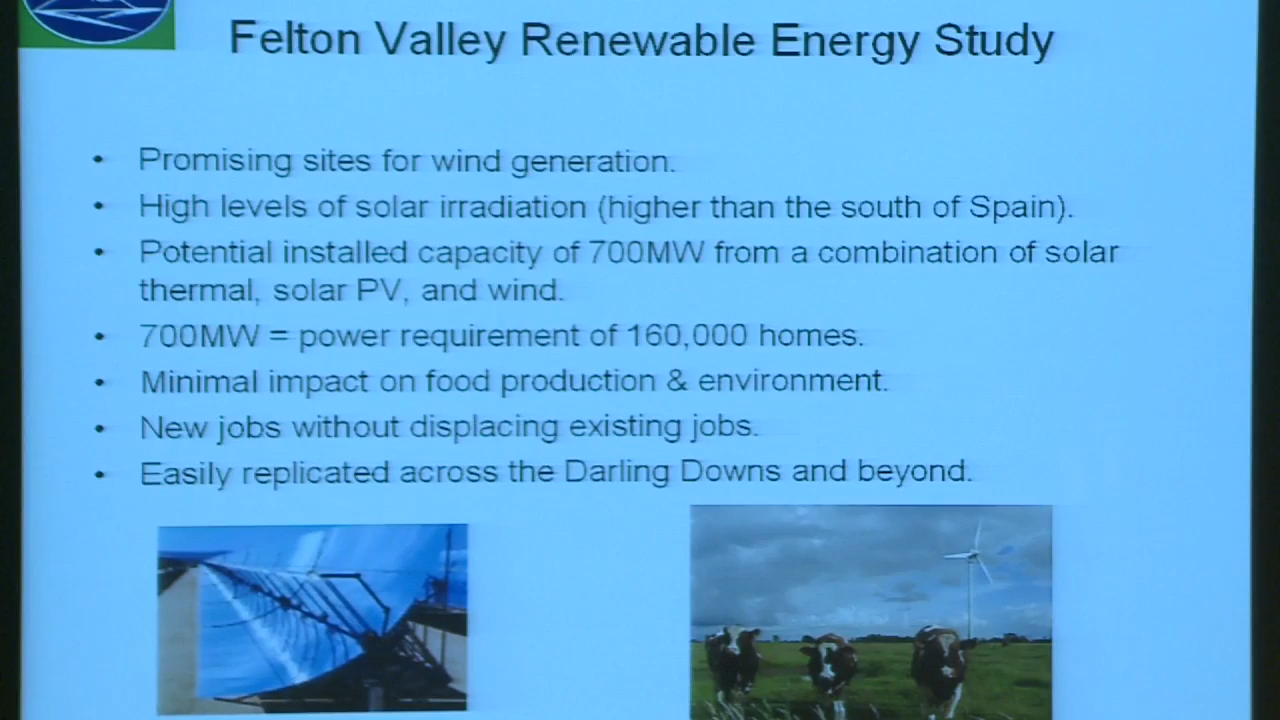 Felton Valley Renewable Energy Study
• Promising sites for wind generation.
• High levels of solar irradiation (higher than the south of Spain).
• Potential installed capacity of 700MW from a combination of solar
thermal, solar PV, and wind.
• 700MW = power requirement of 160,000 homes.
• Minimal impact on food production & environment.
• New jobs without displacing existing jobs.
• Easily replicated across the Darling Downs and beyond.